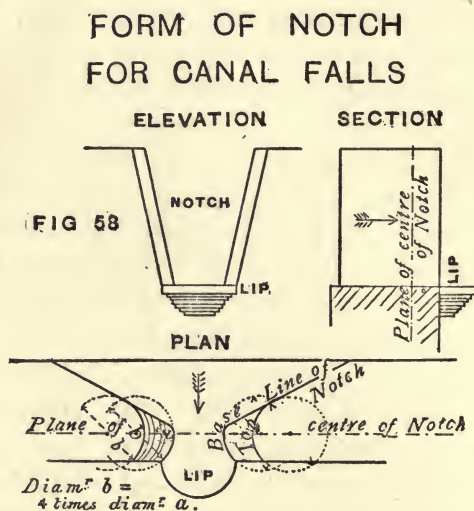 FORM OF NOTCH
FOR CANAL FALLS
ELEVATION
SECTION
NOTCH
FIG 58
LIP.
Plane of centre
of Notch
LIP
PLAN
Base Line of
Notch
Top
Plane of
b
b
centre of Notch
LIP
Diamr b =
4 times diamr a.